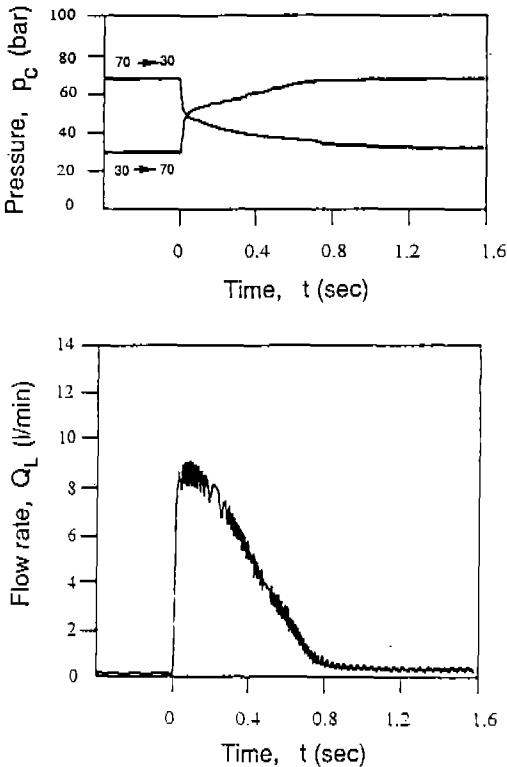 Pressure, p_c (bar)
100
80
60
40
20
0
70 → 30
30 → 70
0 0.4 0.8 1.2 1.6
Time, t (sec)
Flow rate, Q_L (l/min)
14
12
10
8
6
4
2
0
0 0.4 0.8 1.2 1.6
Time, t (sec)